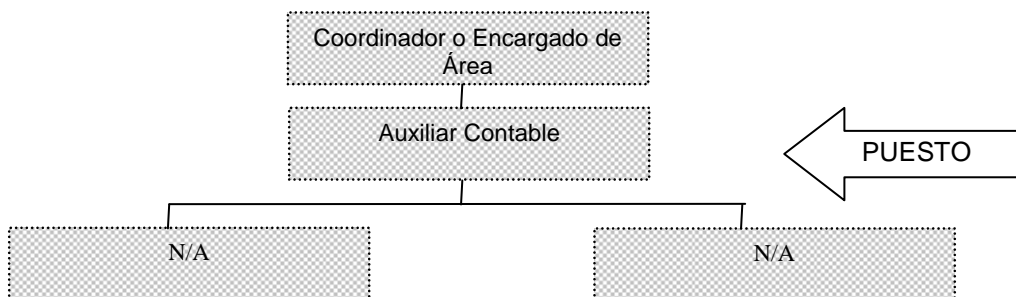 Coordinador o Encargado de
Área
Auxiliar Contable
PUESTO
N/A
N/A